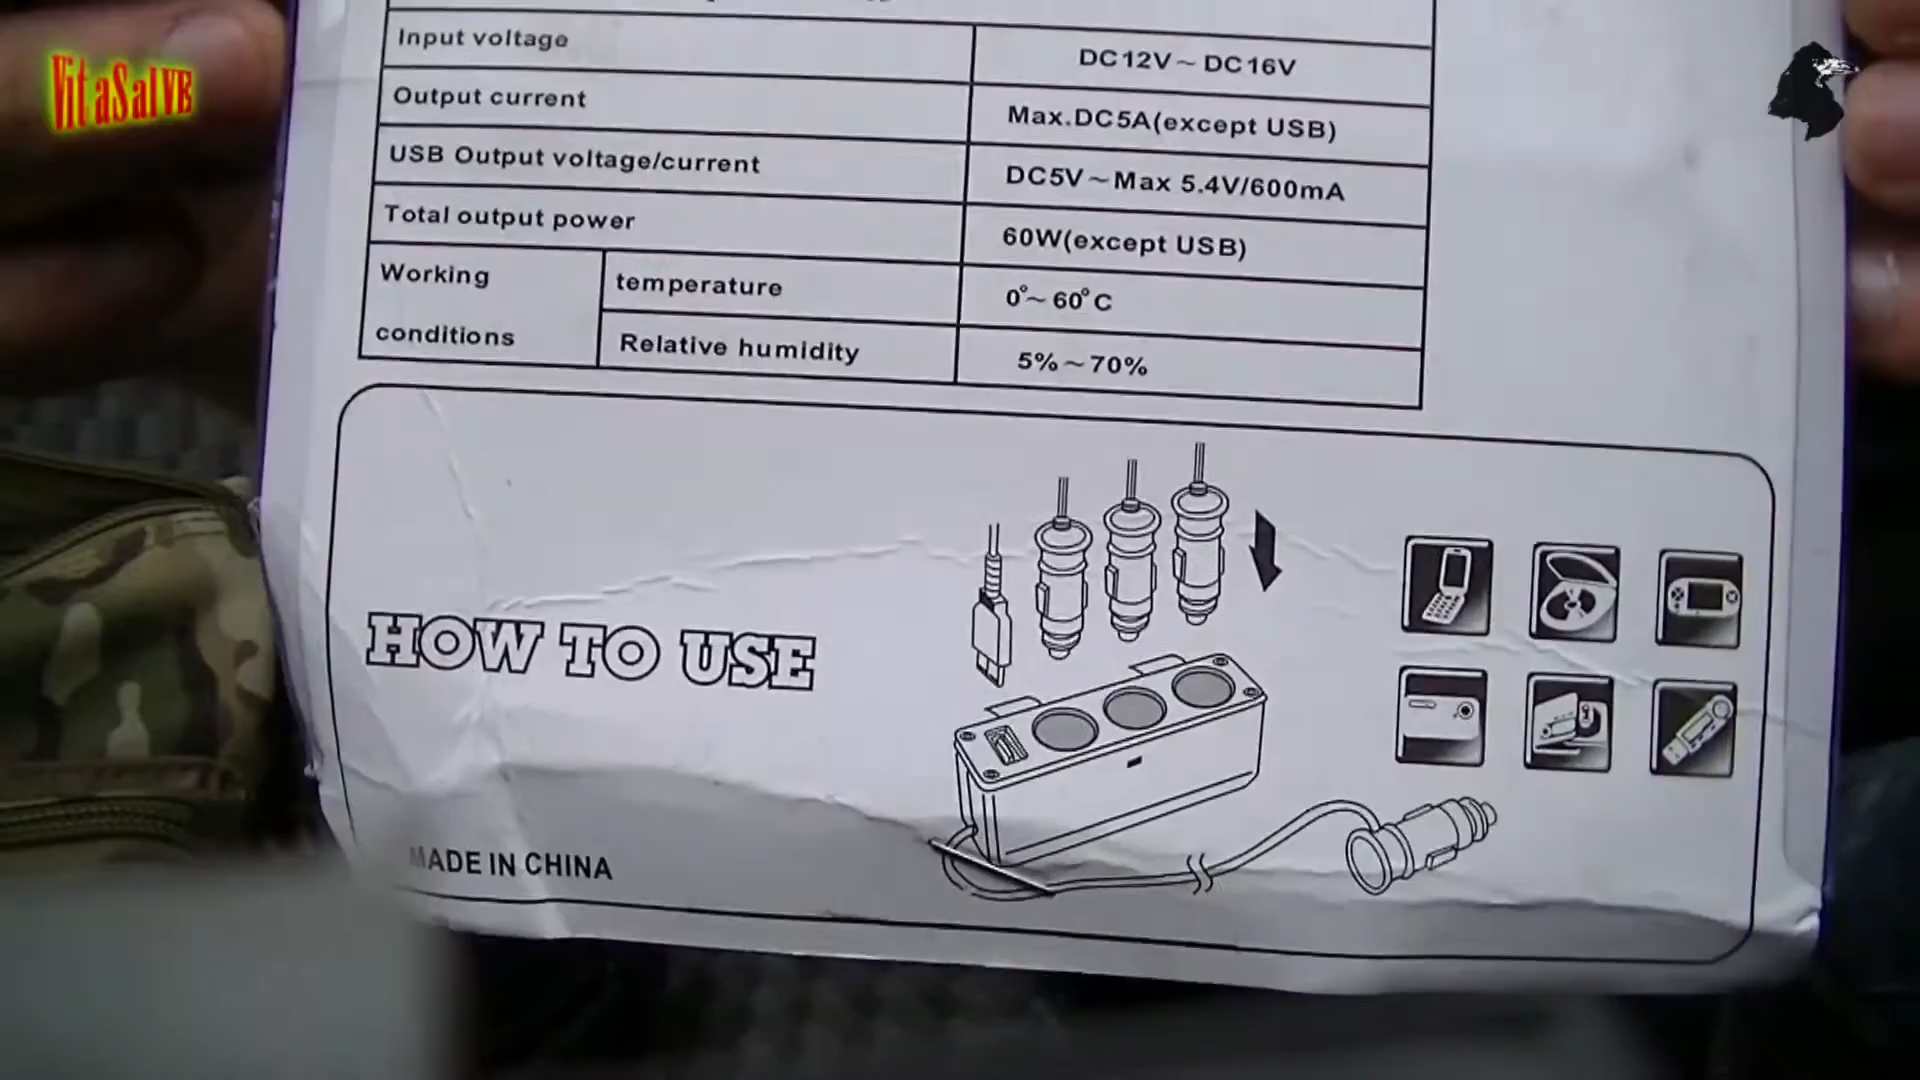 VitaSalVB
Input voltage DC12V～DC16V
Output current Max.DC5A(except USB)
USB Output voltage/current DC5V～Max 5.4V/600mA
Total output power 60W(except USB)
Working conditions temperature 0°～60°C
Relative humidity 5%～70%
HOW TO USE
MADE IN CHINA